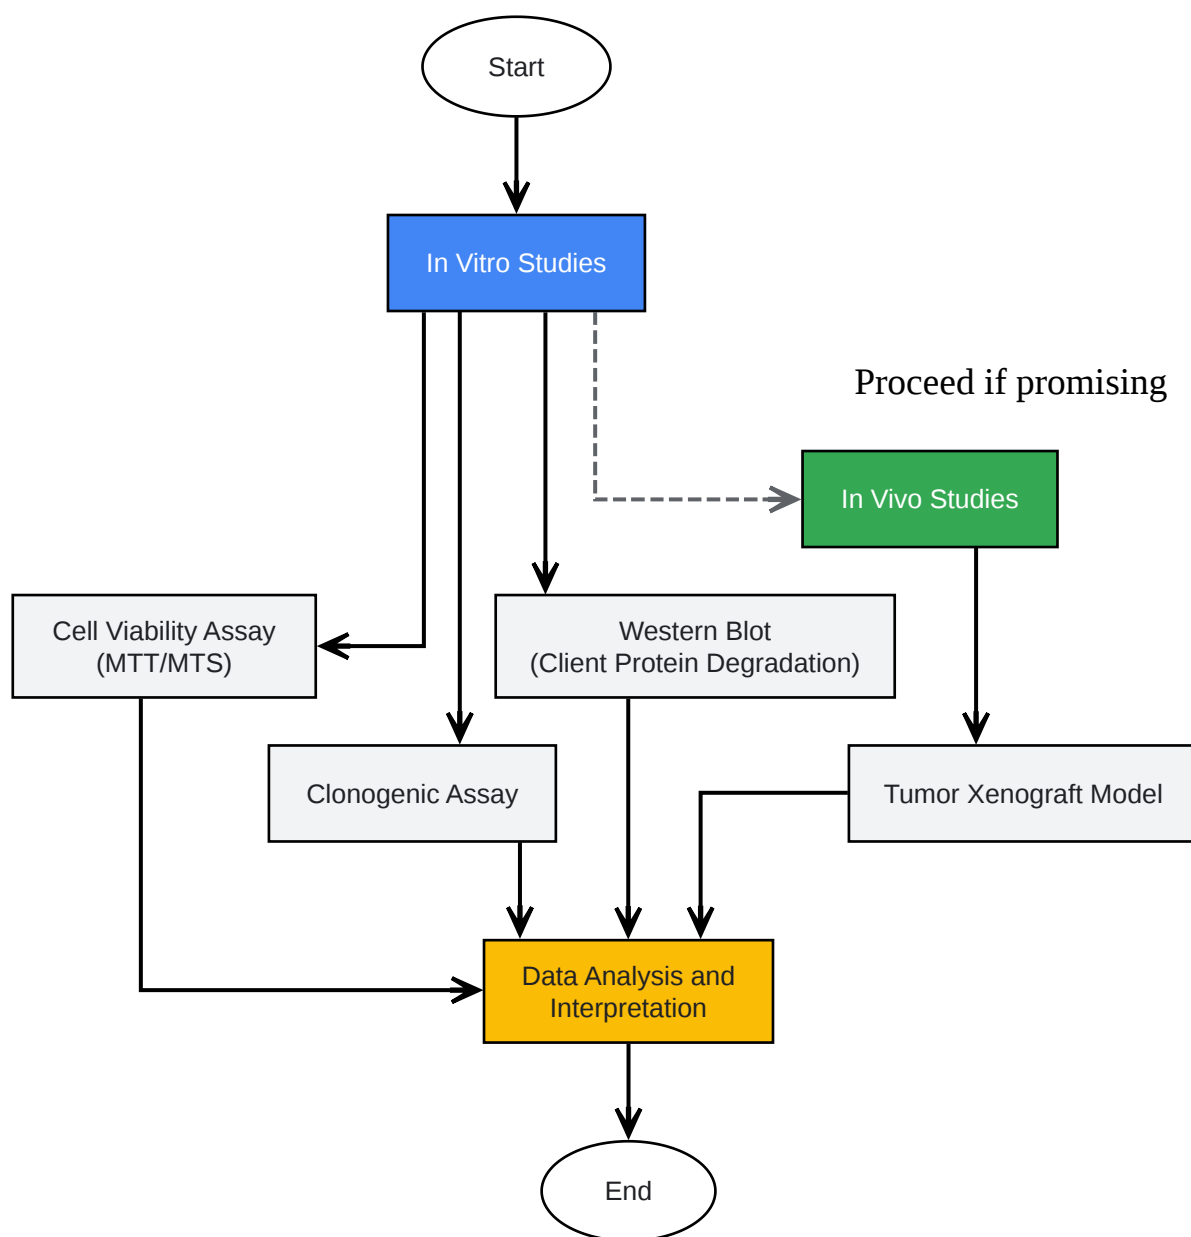 Start
In Vitro Studies
Proceed if promising
In Vivo Studies
Cell Viability Assay
(MTT/MTS)
Western Blot
(Client Protein Degradation)
Clonogenic Assay
Tumor Xenograft Model
Data Analysis and
Interpretation
End